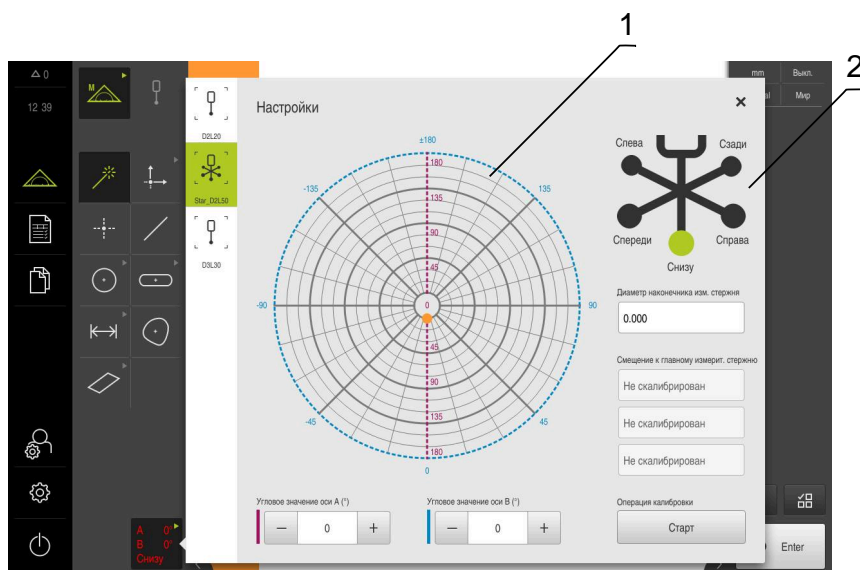 1
2
0
mm
Выкл.
al
Мир
12 39
M
D2L20
Настройки
Слева
Сзади
Star_D2L50
Спереди
Справа
Снизу
D3L30
±180
180
-135
135
135
90
45
-90
0
90
45
90
-45
135
45
180
0
Диаметр наконечника изм. стержня
0.000
Смещение к главному измерит. стержню
Не скалибрирован
Не скалибрирован
Не скалибрирован
Угловое значение оси A (°)
Угловое значение оси B (°)
Операция калибровки
− 0 +
− 0 +
Старт
A 0°
B 0°
Снизу
Enter